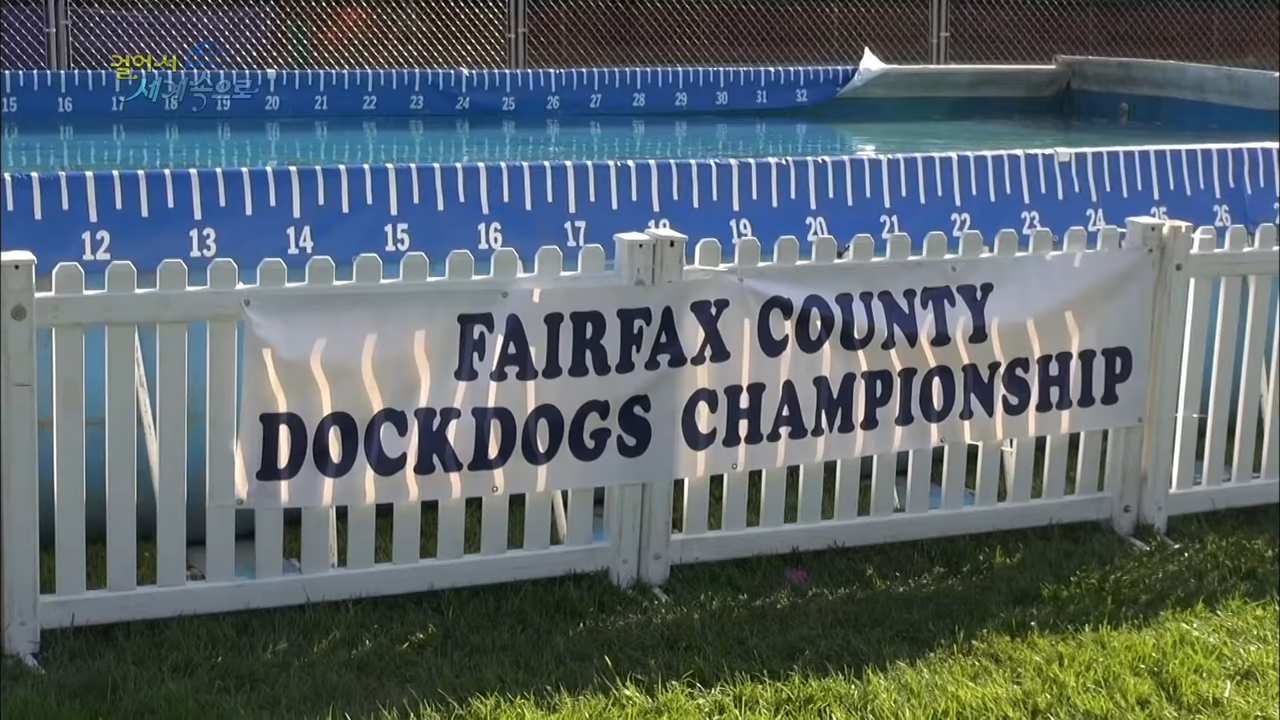 걸어서
세계속으로
15 16 17 18 19 20 21 22 23 24 25 26 27 28 29 30 31 32
12 13 14 15 16 17 18 19 20 21 22 23 24 25 26
FAIRFAX COUNTY
DOCKDOGS CHAMPIONSHIP